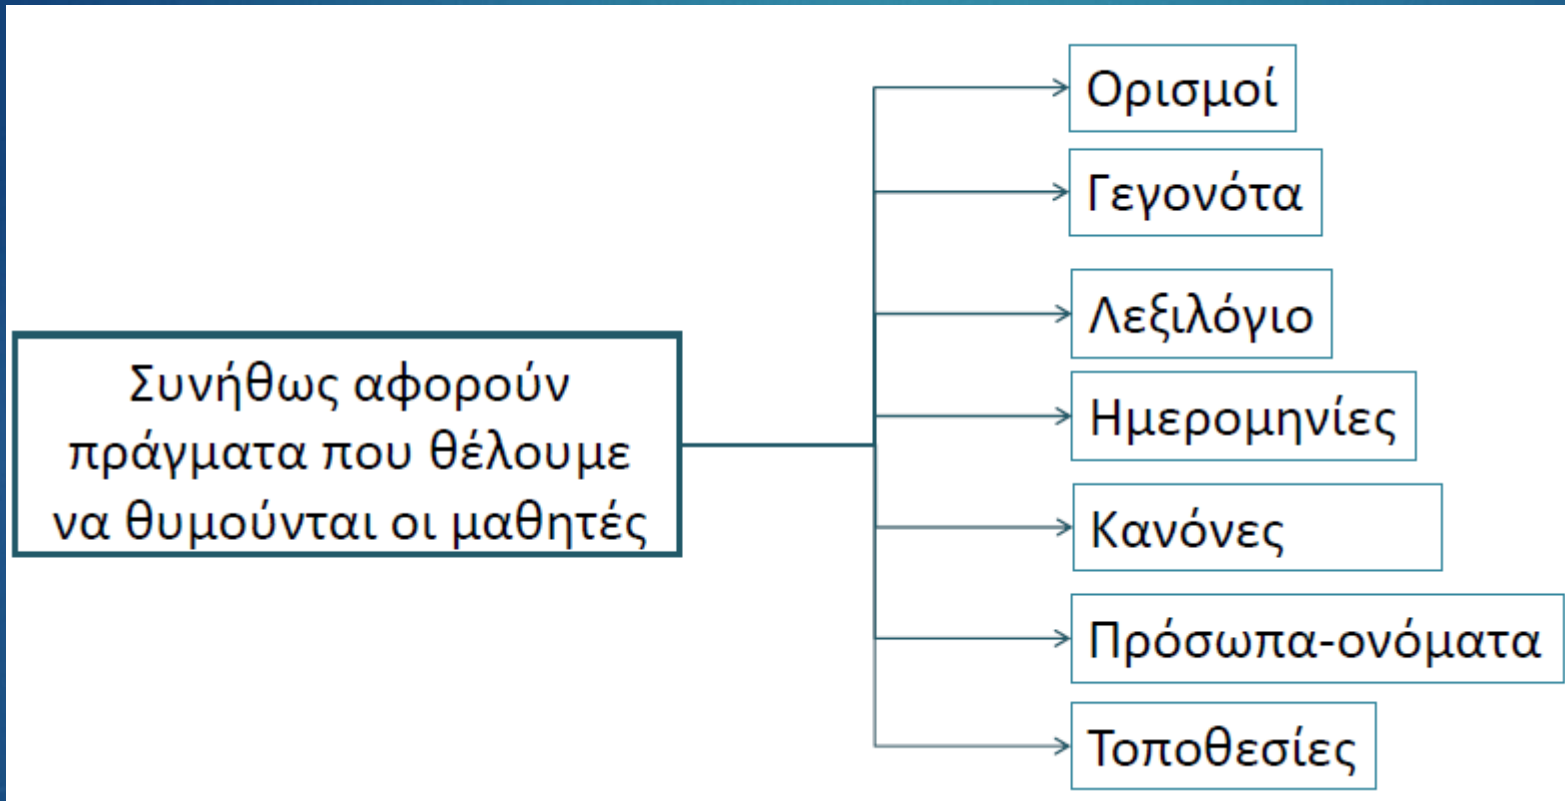 Συνήθως αφορούν
πράγματα που θέλουμε
να θυμούνται οι μαθητές
Ορισμοί
Γεγονότα
Λεξιλόγιο
Ημερομηνίες
Κανόνες
Πρόσωπα-ονόματα
Τοποθεσίες